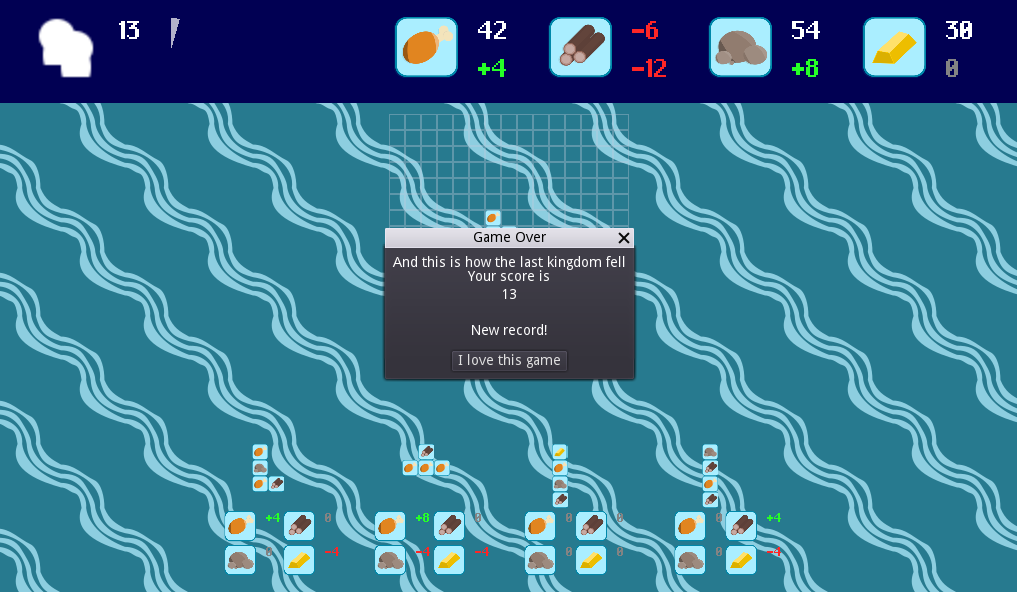 13 42 -6 54 30
+4 -12 +8 0
Game Over
And this is how the last kingdom fell
Your score is
13
New record!
I love this game
+4 0 +8 0 0 0 0 +4
0 -4 -4 -4 0 0 0 -4